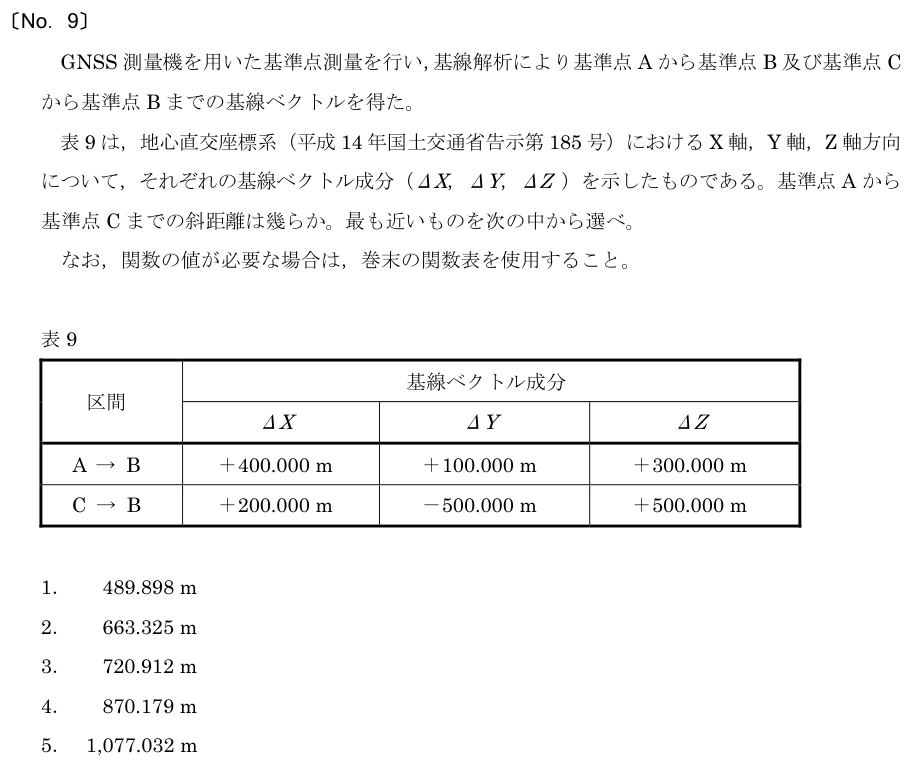 〔No. 9〕
GNSS 測量機を用いた基準点測量を行い,基線解析により基準点 A から基準点 B 及び基準点 C
から基準点 B までの基線ベクトルを得た。
表 9 は，地心直交座標系（平成 14 年国土交通省告示第 185 号）における X 軸，Y 軸，Z 軸方向
について，それぞれの基線ベクトル成分（ΔX，ΔY，ΔZ）を示したものである。基準点 A から
基準点 C までの斜距離は幾らか。最も近いものを次の中から選べ。
なお，関数の値が必要な場合は，巻末の関数表を使用すること。
表 9
区間 基線ベクトル成分
ΔX ΔY ΔZ
A → B ＋400.000 m ＋100.000 m ＋300.000 m
C → B ＋200.000 m －500.000 m ＋500.000 m
1. 489.898 m
2. 663.325 m
3. 720.912 m
4. 870.179 m
5. 1,077.032 m